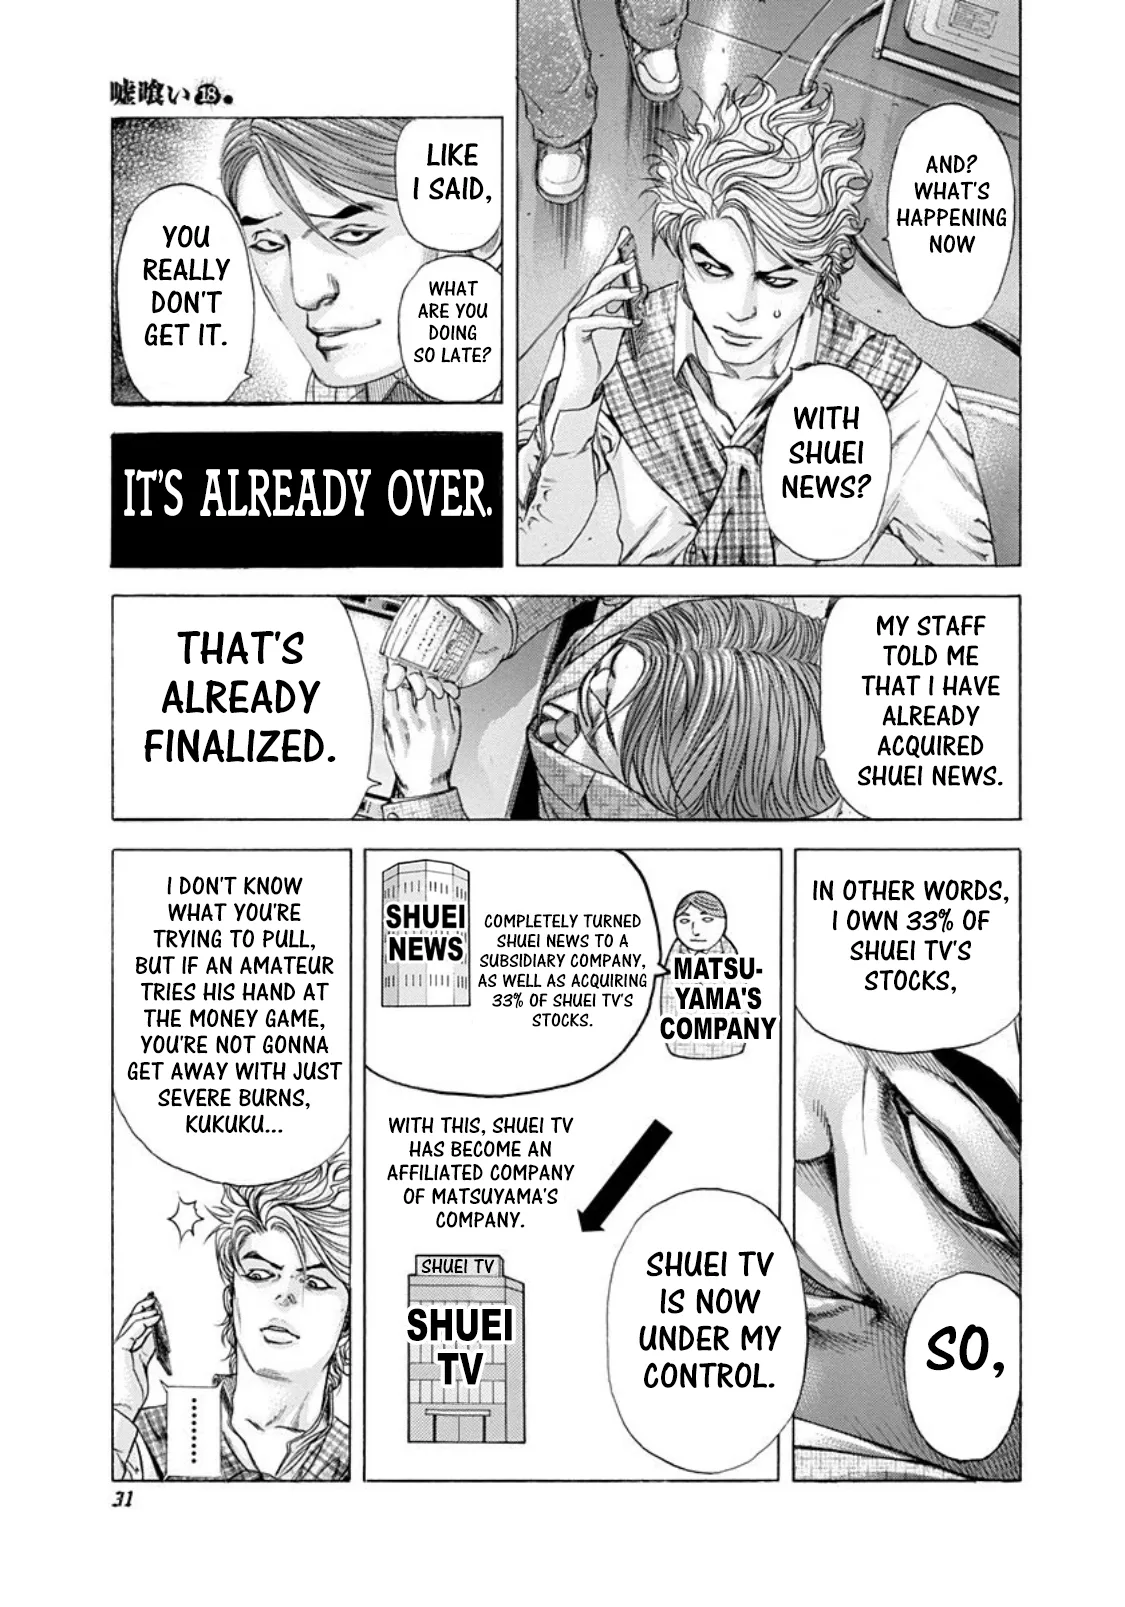 嘘喰い 18
AND?
WHAT'S
HAPPENING
NOW
WITH
SHUEI
NEWS?
LIKE
I SAID,
WHAT
ARE YOU
DOING
SO LATE?
YOU
REALLY
DON'T
GET IT.
IT'S ALREADY OVER.
MY STAFF
TOLD ME
THAT I HAVE
ALREADY
ACQUIRED
SHUEI NEWS.
THAT'S
ALREADY
FINALIZED.
IN OTHER WORDS,
I OWN 33% OF
SHUEI TV'S
STOCKS,
SO,
MATSU-
YAMA'S
COMPANY
SHUEI
NEWS
COMPLETELY TURNED
SHUEI NEWS TO A
SUBSIDIARY COMPANY,
AS WELL AS ACQUIRING
33% OF SHUEI TV'S
STOCKS.
WITH THIS, SHUEI TV
HAS BECOME AN
AFFILIATED COMPANY
OF MATSUYAMA'S
COMPANY.
SHUEI TV
SHUEI
TV
SHUEI TV
IS NOW
UNDER MY
CONTROL.
I DON'T KNOW
WHAT YOU'RE
TRYING TO PULL,
BUT IF AN AMATEUR
TRIES HIS HAND AT
THE MONEY GAME,
YOU'RE NOT GONNA
GET AWAY WITH JUST
SEVERE BURNS,
KUKUKU...
........
31